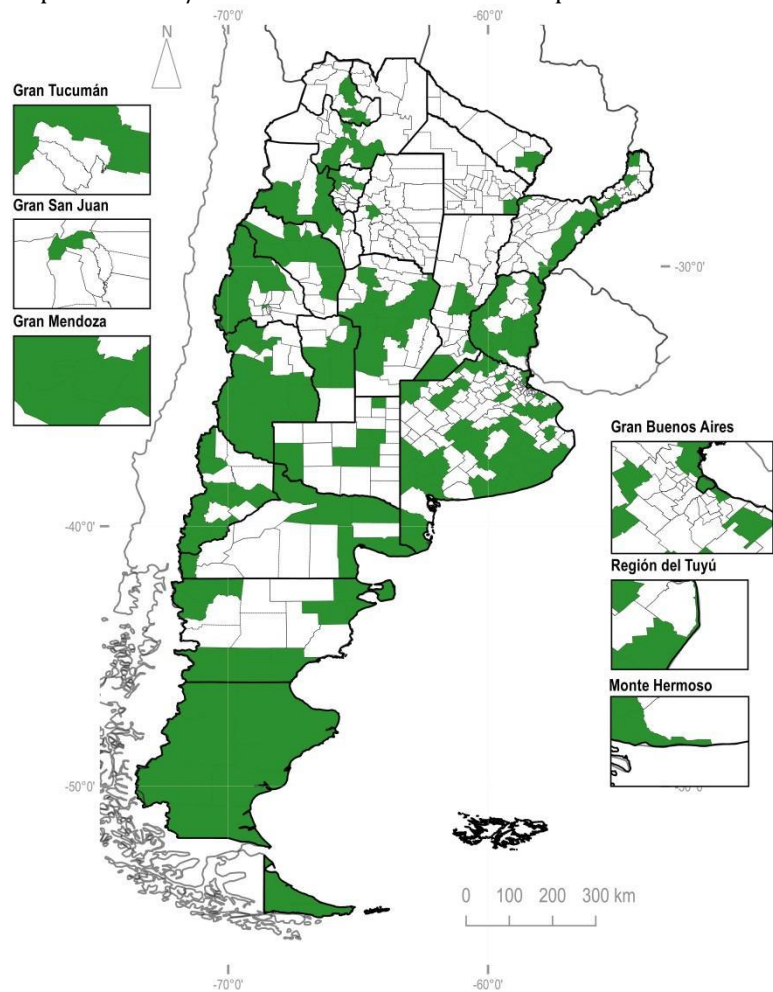 -70°0'
-60°0'
N
Gran Tucumán
Gran San Juan
Gran Mendoza
-30°0'
Gran Buenos Aires
-40°0'
Región del Tuyú
Monte Hermoso
-50°0'
0 100 200 300 km
-70°0'
-60°0'